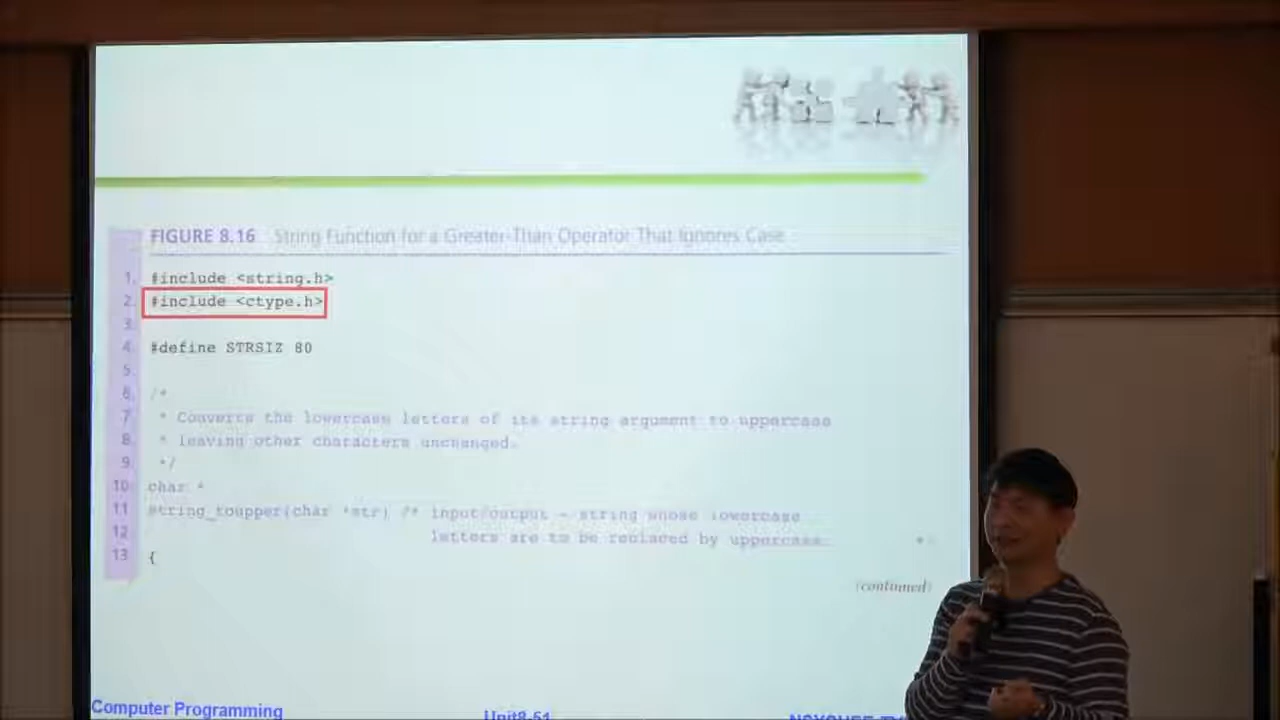 FIGURE 8.16 String Function for a Greater-Than Operator That Ignores Case
1. #include <string.h>
2. #include <ctype.h>
3.
4. #define STRSIZ 80
5.
6. /*
7. * Converts the lowercase letters of its string argument to uppercase
8. * leaving other characters unchanged.
9. */
10. char *
11 string_toupper(char *str) /* input/output - string whose lowercase
12 letters are to be replaced by uppercase
13 {
(continued)
Computer Programming Unit8-51